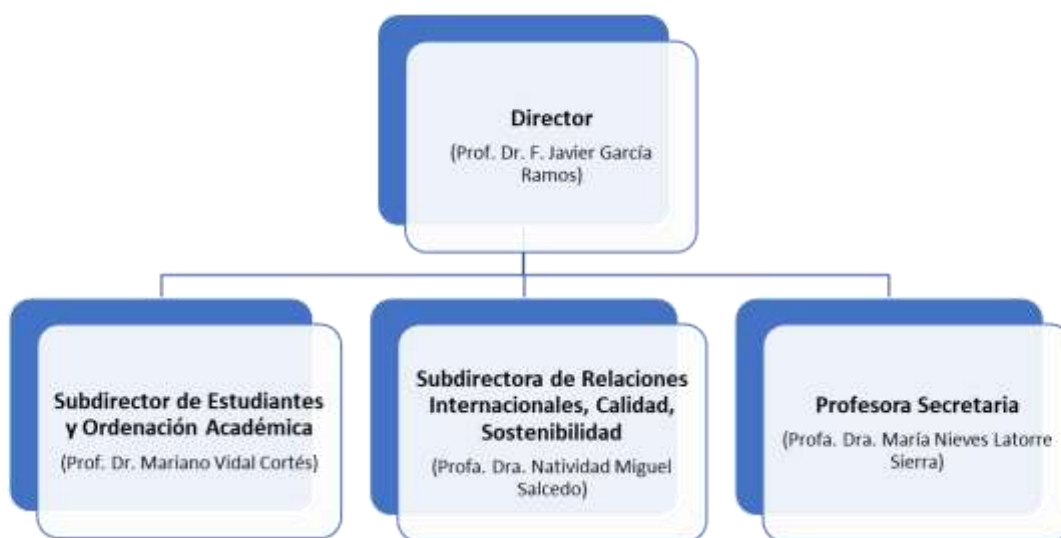 Director
(Prof. Dr. F. Javier García
Ramos)
Subdirector de Estudiantes
y Ordenación Académica
(Prof. Dr. Mariano Vidal Cortés)
Subdirectora de Relaciones
Internacionales, Calidad,
Sostenibilidad
(Profa. Dra. Natividad Miguel
Salcedo)
Profesora Secretaria
(Profa. Dra. María Nieves Latorre
Sierra)